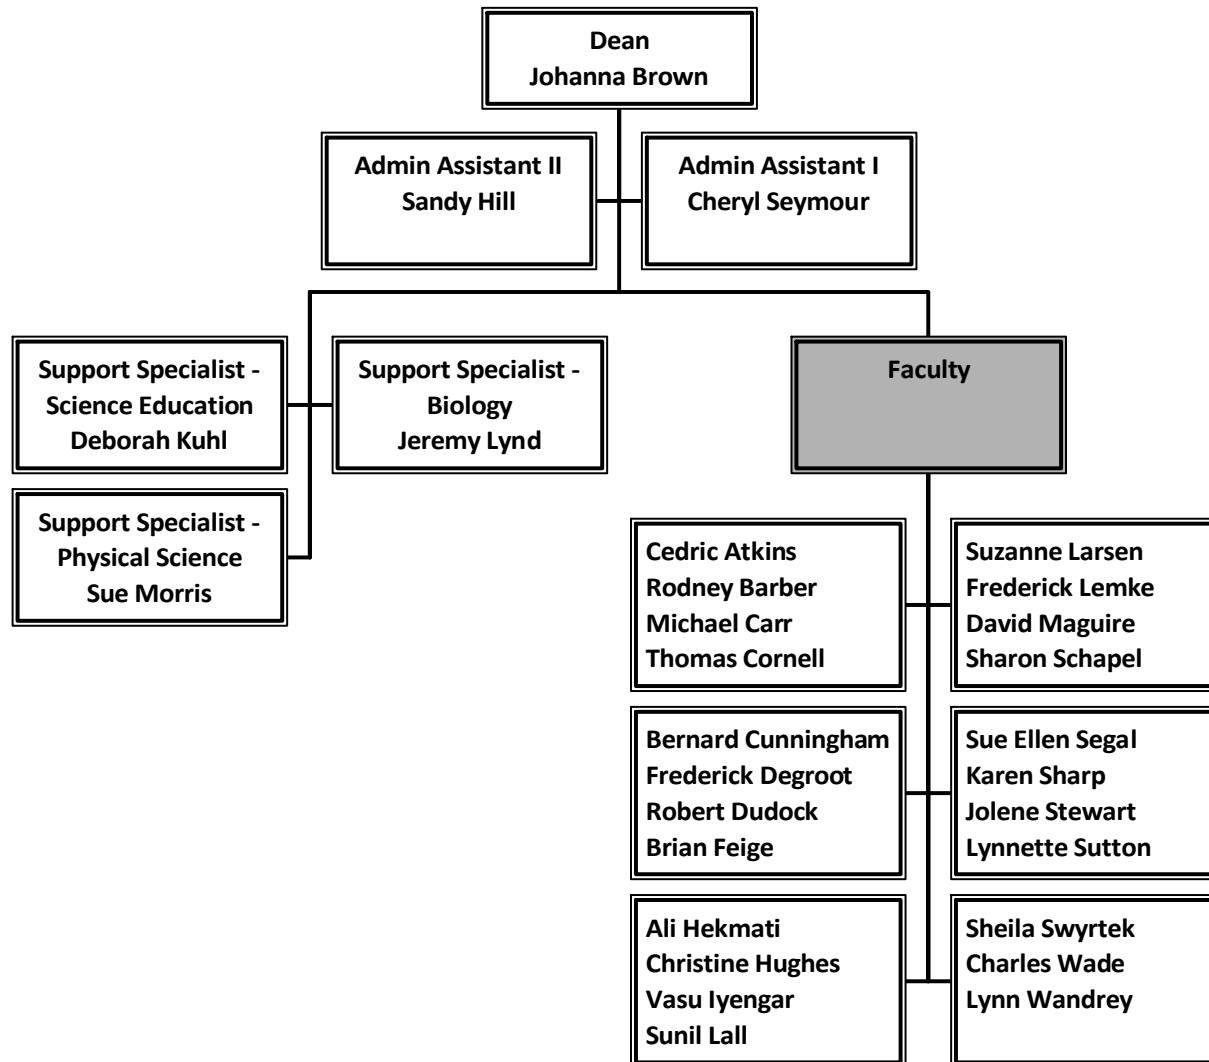 Dean
Johanna Brown
Admin Assistant II
Sandy Hill
Admin Assistant I
Cheryl Seymour
Support Specialist -
Science Education
Deborah Kuhl
Support Specialist -
Biology
Jeremy Lynd
Faculty
Support Specialist -
Physical Science
Sue Morris
Cedric Atkins
Rodney Barber
Michael Carr
Thomas Cornell
Suzanne Larsen
Frederick Lemke
David Maguire
Sharon Schapel
Bernard Cunningham
Frederick Degroot
Robert Dudock
Brian Feige
Sue Ellen Segal
Karen Sharp
Jolene Stewart
Lynnette Sutton
Ali Hekmati
Christine Hughes
Vasu Iyengar
Sunil Lall
Sheila Swyrtek
Charles Wade
Lynn Wandrey